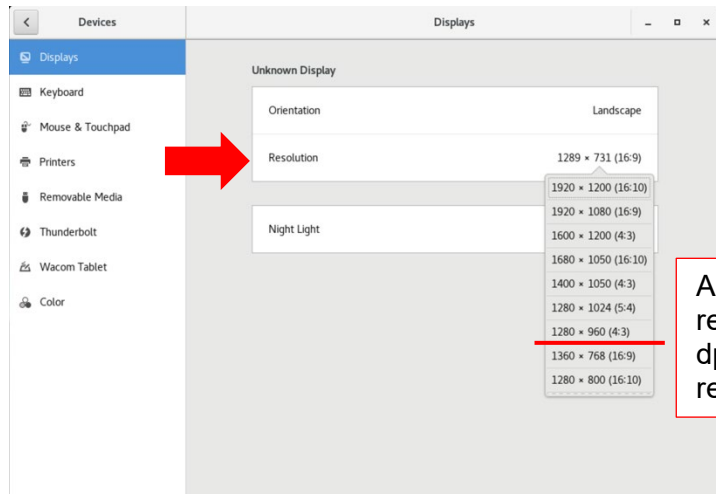 Devices
Displays
Displays
Keyboard
Mouse & Touchpad
Printers
Removable Media
Thunderbolt
Wacom Tablet
Color
Unknown Display
Orientation Landscape
Resolution 1289 × 731 (16:9)
1920 × 1200 (16:10)
1920 × 1080 (16:9)
1600 × 1200 (4:3)
1680 × 1050 (16:10)
1400 × 1050 (4:3)
1280 × 1024 (5:4)
1280 × 960 (4:3)
1360 × 768 (16:9)
1280 × 800 (16:10)
Night Light